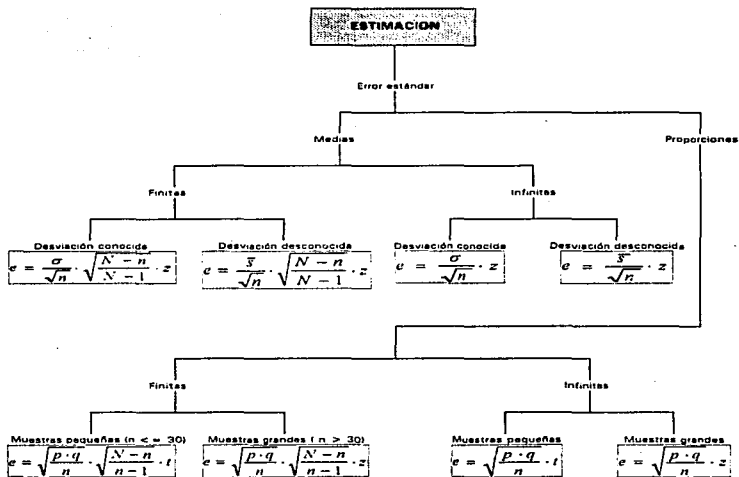 ESTIMACION
Error estándar
Medias
Proporciones
Finitas
Infinitas
Desviación conocida
e = σ/√n · √(N − n / N − 1) · z
Desviación desconocida
e = s̅/√n · √(N − n / N − 1) · z
Desviación conocida
e = σ/√n · z
Desviación desconocida
e = s̅/√n · z
Finitas
Infinitas
Muestras pequeñas (n < = 30)
e = √(p · q / n) · √(N − n / n − 1) · t
Muestras grandes ( n > 30)
e = √(p · q / n) · √(N − n / n − 1) · z
Muestras pequeñas
e = √(p · q / n) · t
Muestras grandes
e = √(p · q / n) · z